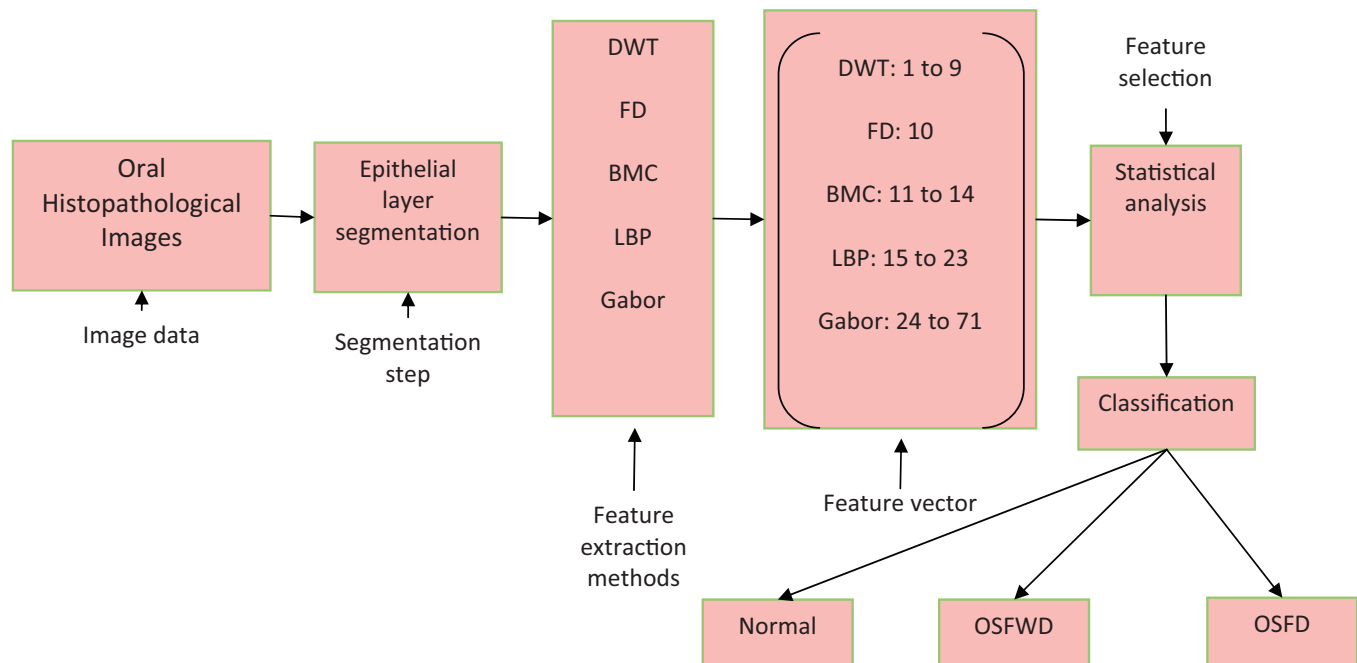 Oral
Histopathological
Images
Image data
Epithelial
layer
segmentation
Segmentation
step
DWT
FD
BMC
LBP
Gabor
Feature
extraction
methods
DWT: 1 to 9
FD: 10
BMC: 11 to 14
LBP: 15 to 23
Gabor: 24 to 71
Feature vector
Feature
selection
Statistical
analysis
Classification
Normal
OSFWD
OSFD